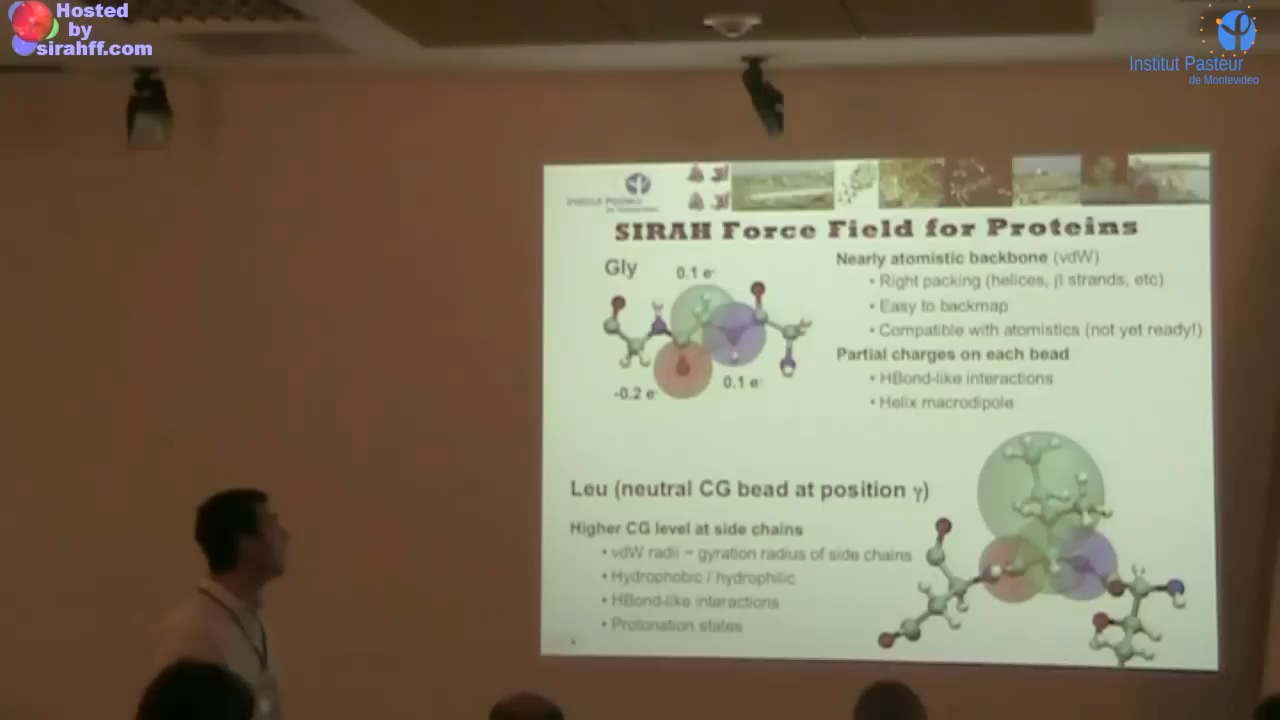 Hosted
by
sirahff.com
Institut Pasteur
de Montevideo
SIRAH Force Field for Proteins
Gly
0.1 e-
-0.2 e-
0.1 e-
Nearly atomistic backbone (vdW)
• Right packing (helices, β strands, etc)
• Easy to backmap
• Compatible with atomistics (not yet ready!)
Partial charges on each bead
• HBond-like interactions
• Helix macrodipole
Leu (neutral CG bead at position γ)
Higher CG level at side chains
• vdW radii ~ gyration radius of side chains
• Hydrophobic / hydrophilic
• HBond-like interactions
• Protonation states